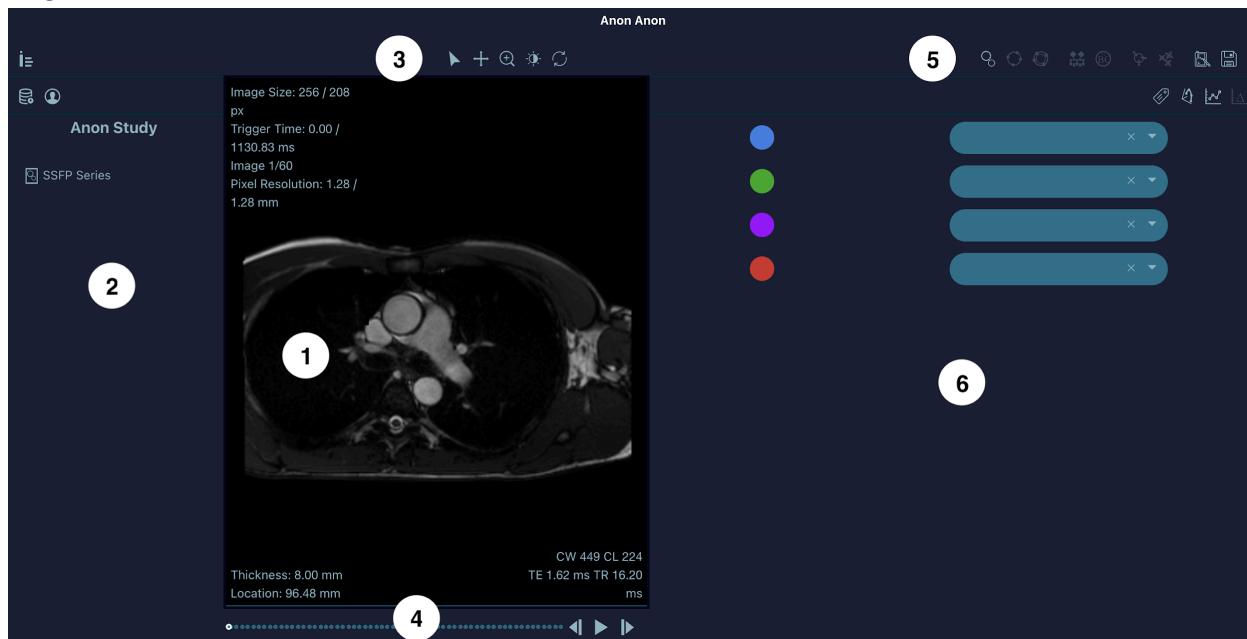 Anon Anon
3
5
BC
Image Size: 256 / 208
px
Trigger Time: 0.00 /
1130.83 ms
Image 1/60
Pixel Resolution: 1.28 /
1.28 mm
Anon Study
SSFP Series
2
1
6
CW 449 CL 224
Thickness: 8.00 mm
TE 1.62 ms TR 16.20
Location: 96.48 mm
ms
4